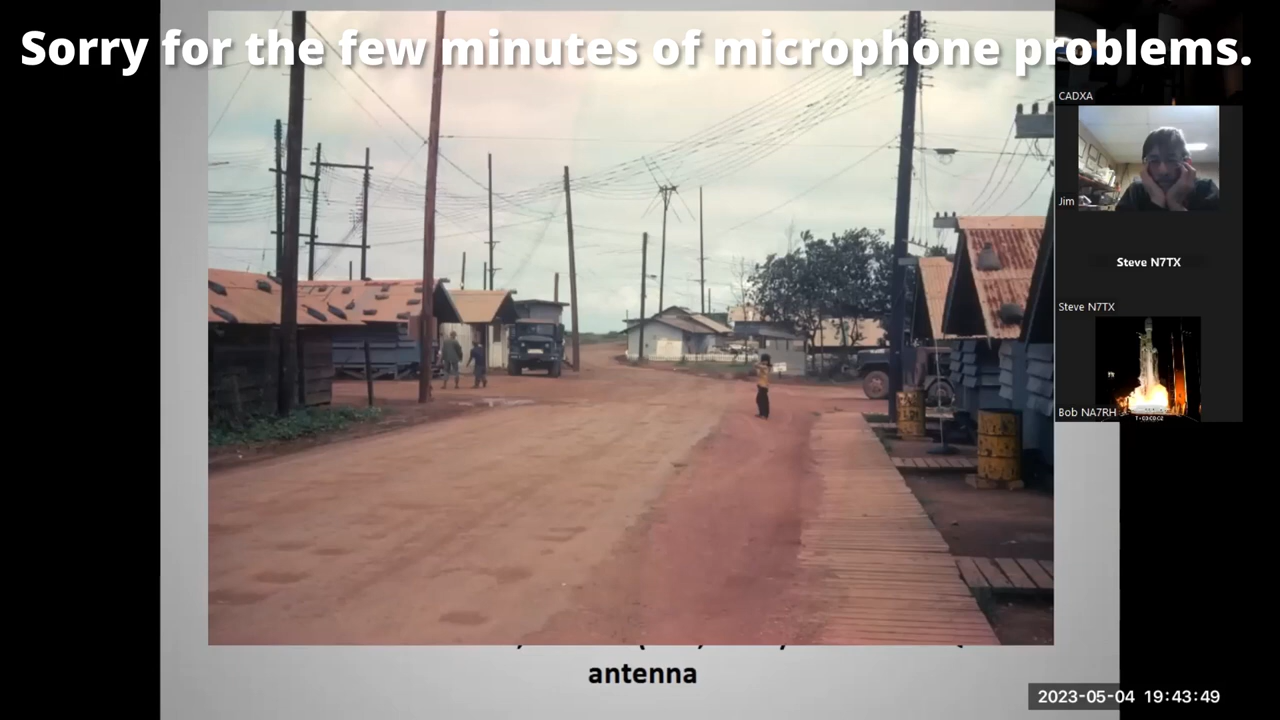 Sorry for the few minutes of microphone problems.
CADXA
Jim
Steve N7TX
Steve N7TX
Bob NA7RH
antenna
2023-05-04 19:43:49